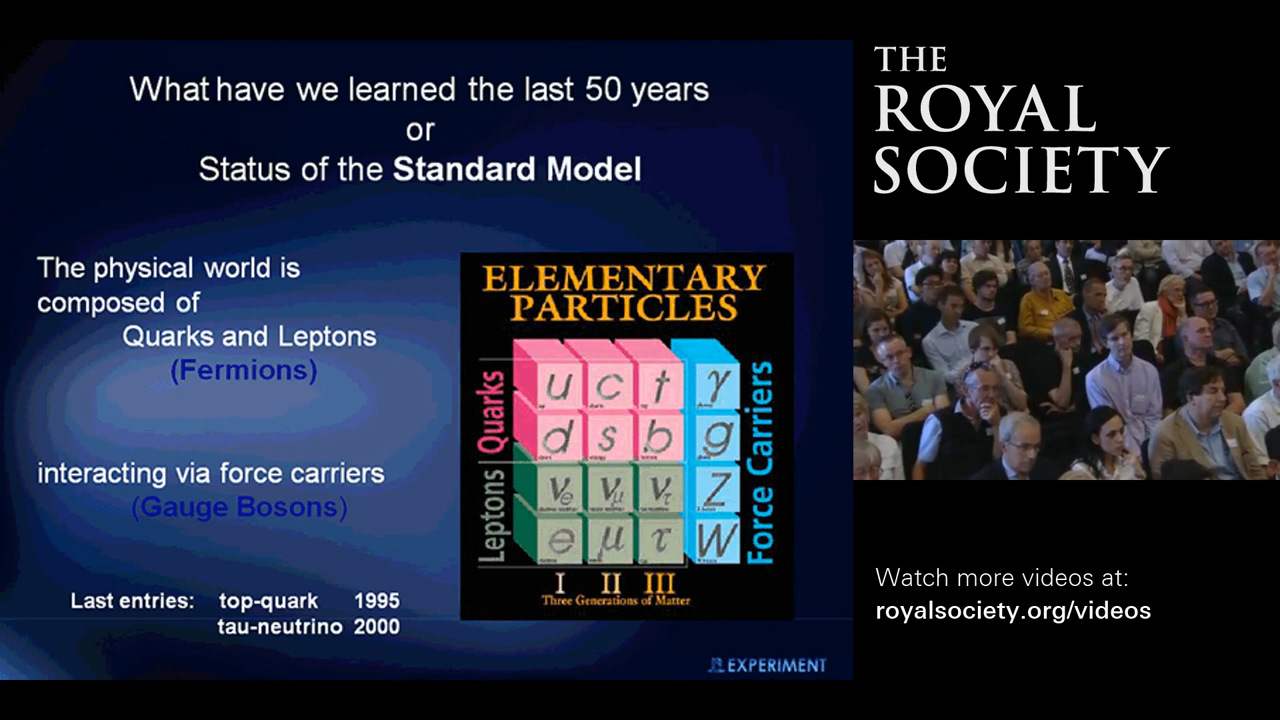 What have we learned the last 50 years
or
Status of the Standard Model
The physical world is
composed of
Quarks and Leptons
(Fermions)
interacting via force carriers
(Gauge Bosons)
Last entries: top-quark 1995
tau-neutrino 2000
ELEMENTARY
PARTICLES
Quarks
Leptons
Force Carriers
u c t γ
d s b g
νe νμ ντ Z
e μ τ W
I II III
Three Generations of Matter
EXPERIMENT
THE
ROYAL
SOCIETY
Watch more videos at:
royalsociety.org/videos